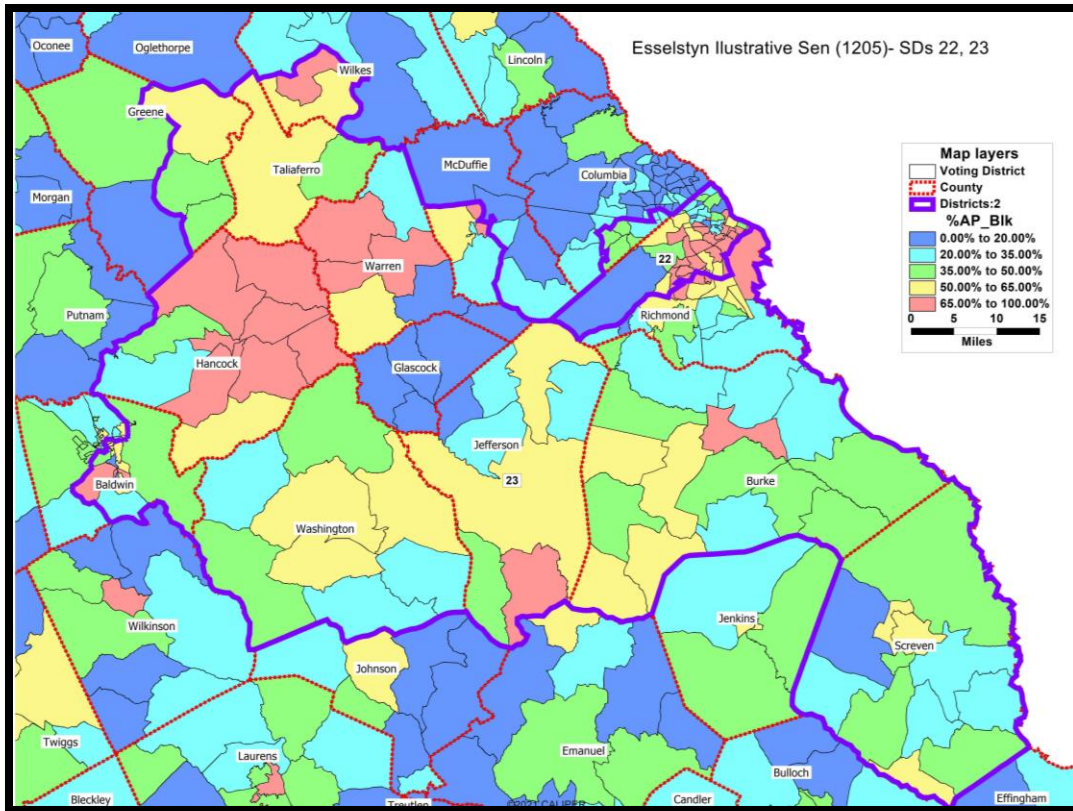 Esselstyn Ilustrative Sen (1205)- SDs 22, 23
Oconee
Oglethorpe
Wilkes
Lincoln
Greene
Taliaferro
McDuffie
Columbia
Morgan
Warren
22
Richmond
Putnam
Hancock
Glascock
Jefferson
23
Baldwin
Burke
Washington
Wilkinson
Jenkins
Screven
Johnson
Twiggs
Laurens
Emanuel
Bulloch
Bleckley
Treutlen
Candler
Effingham
©2021 CALIPER
Map layers
Voting District
County
Districts:2
%AP_Blk
0.00% to 20.00%
20.00% to 35.00%
35.00% to 50.00%
50.00% to 65.00%
65.00% to 100.00%
0 5 10 15
Miles